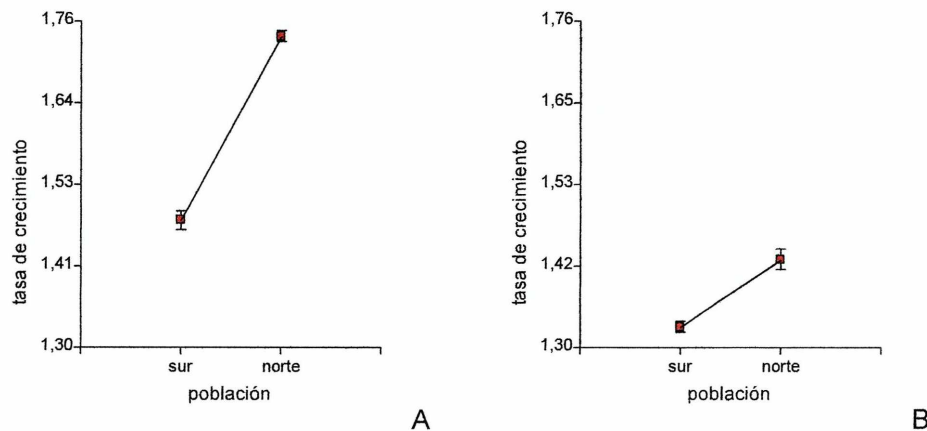 1,76
1,64
1,53
1,41
1,30
tasa de crecimiento
sur
norte
población
A
1,76
1,65
1,53
1,42
1,30
tasa de crecimiento
sur
norte
población
B